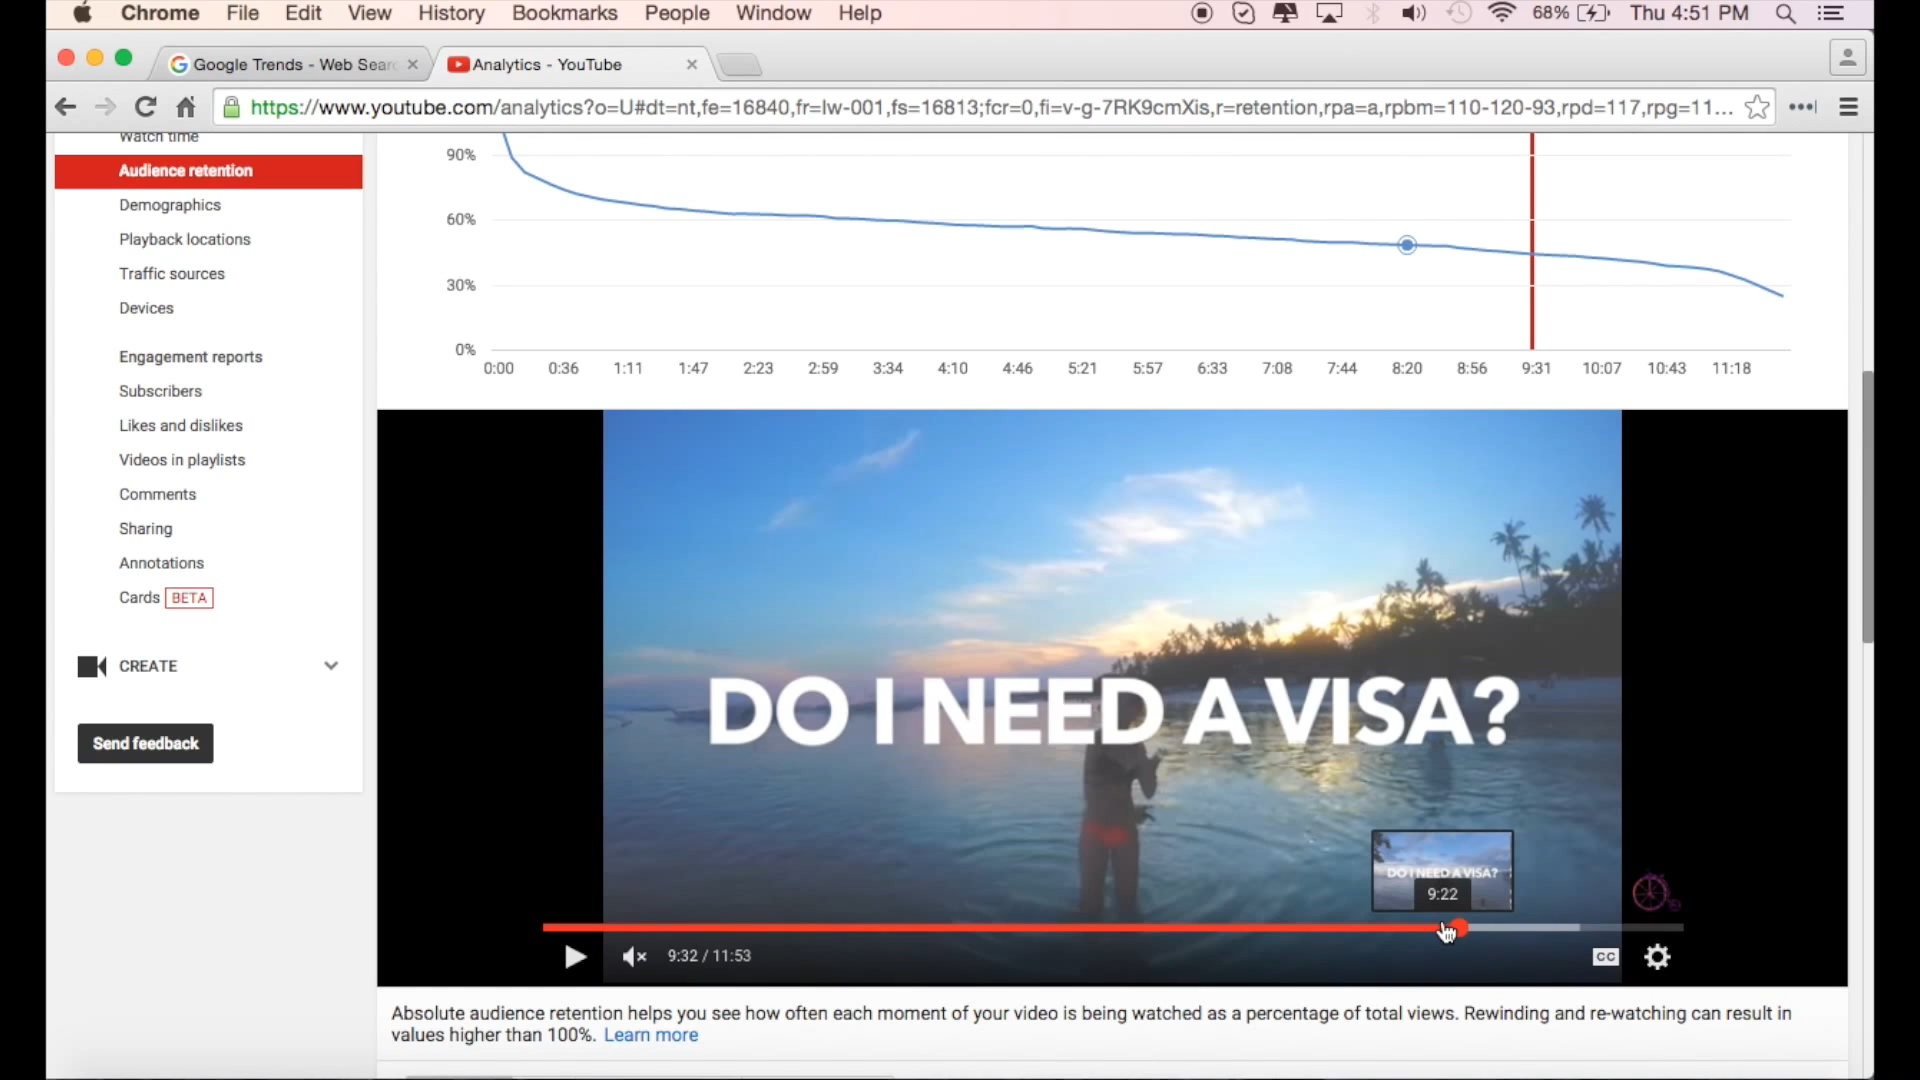 Chrome File Edit View History Bookmarks People Window Help 68% Thu 4:51 PM
Google Trends - Web Sear Analytics - YouTube
https://www.youtube.com/analytics?o=U#dt=nt,fe=16840,fr=lw-001,fs=16813;fcr=0,fi=v-g-7RK9cmXis,r=retention,rpa=a,rpbm=110-120-93,rpd=117,rpg=11...
Watch time
Audience retention
Demographics
Playback locations
Traffic sources
Devices
Engagement reports
Subscribers
Likes and dislikes
Videos in playlists
Comments
Sharing
Annotations
Cards BETA
CREATE
Send feedback
90%
60%
30%
0%
0:00 0:36 1:11 1:47 2:23 2:59 3:34 4:10 4:46 5:21 5:57 6:33 7:08 7:44 8:20 8:56 9:31 10:07 10:43 11:18
DO I NEED A VISA?
DO I NEED A VISA?
9:22
9:32 / 11:53
CC
Absolute audience retention helps you see how often each moment of your video is being watched as a percentage of total views. Rewinding and re-watching can result in
values higher than 100%. Learn more